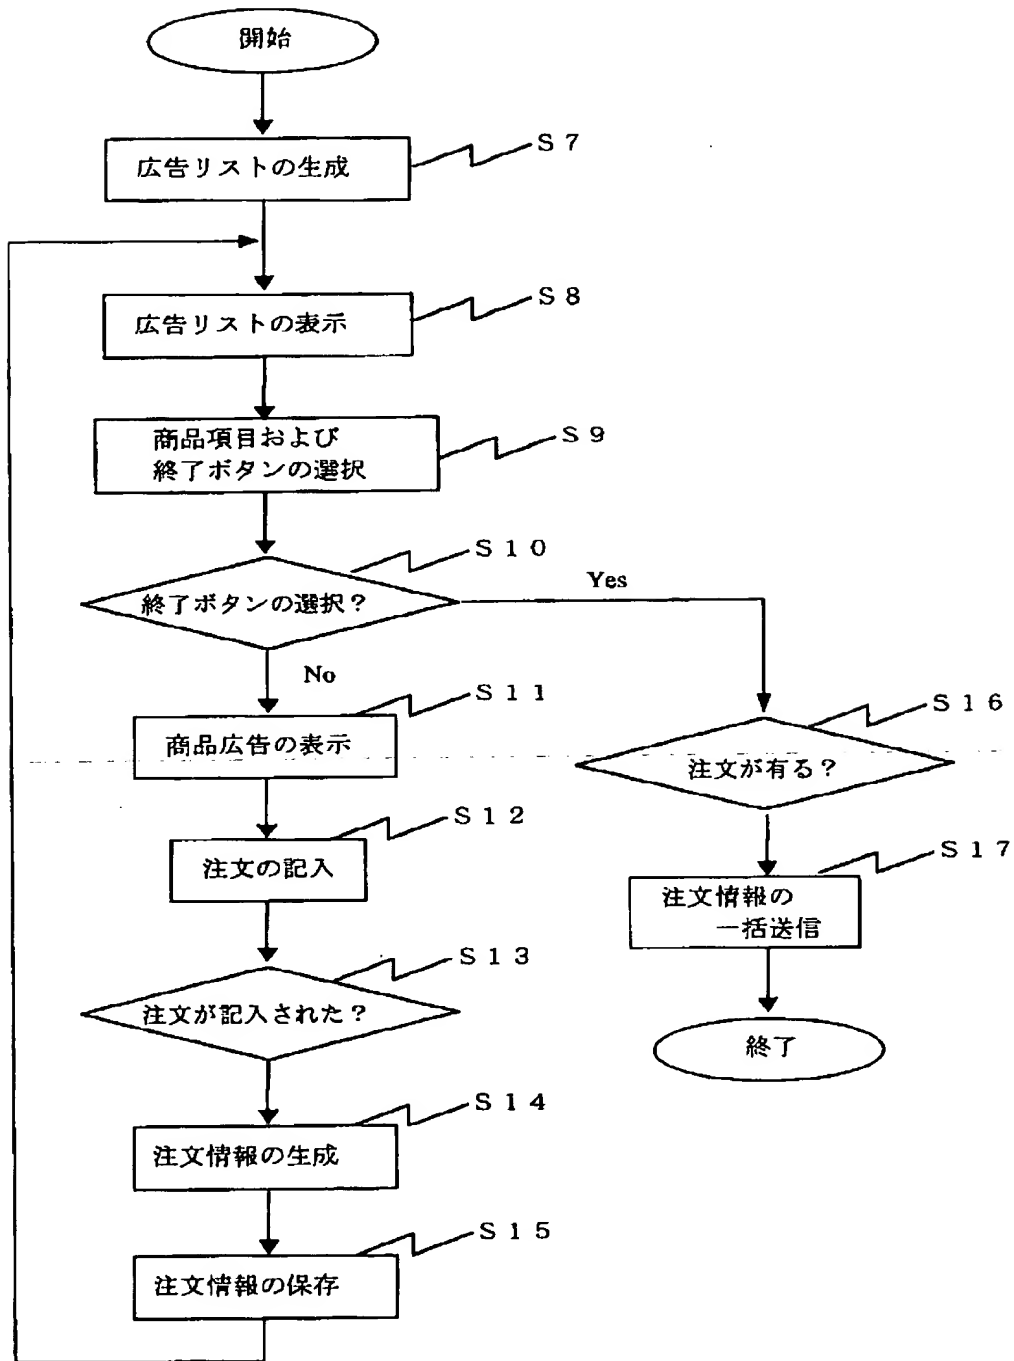 開始
広告リストの生成
S7
広告リストの表示
S8
商品項目および
終了ボタンの選択
S9
終了ボタンの選択?
S10
Yes
No
商品広告の表示
S11
注文の記入
S12
注文が記入された?
S13
注文情報の生成
S14
注文情報の保存
S15
注文が有る?
S16
注文情報の
一括送信
S17
終了